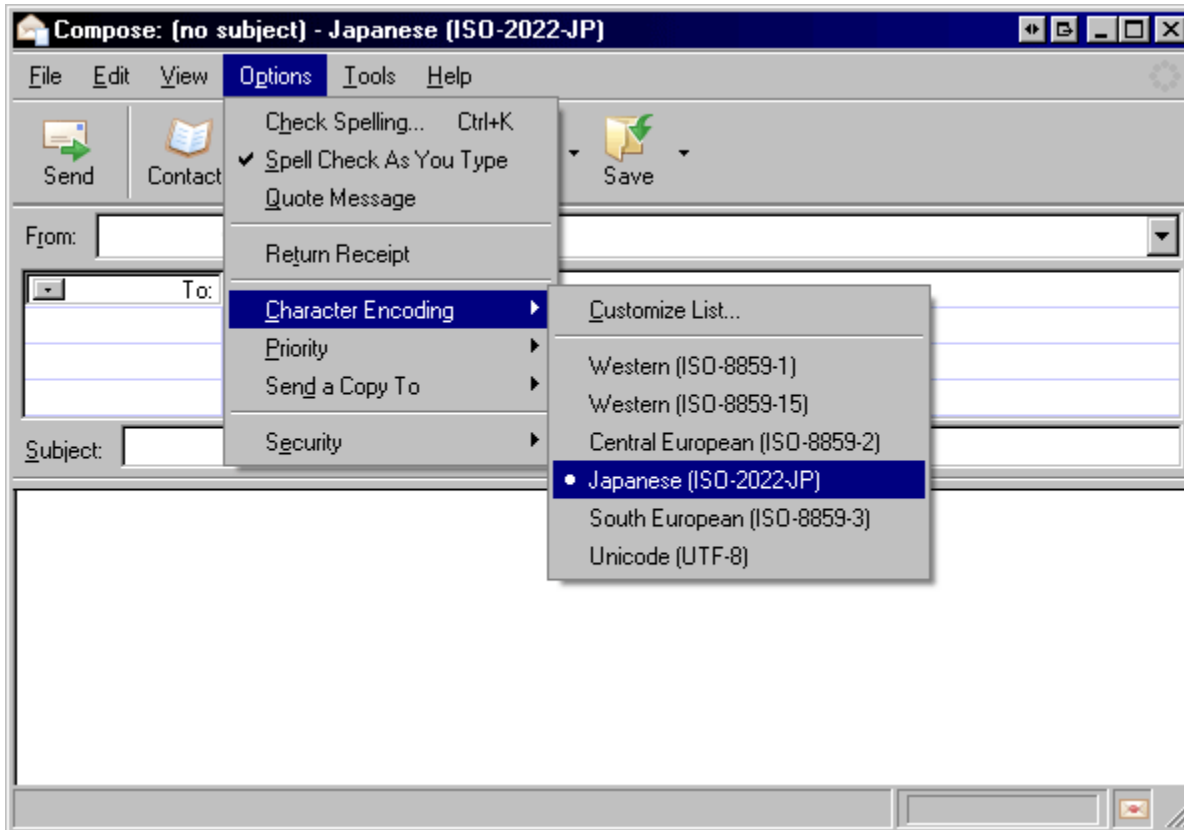 Compose: (no subject) - Japanese (ISO-2022-JP)
File Edit View Options Tools Help
Send Contact Save
Check Spelling... Ctrl+K
Spell Check As You Type
Quote Message
Return Receipt
Character Encoding
Priority
Send a Copy To
Security
From:
To:
Subject:
Customize List...
Western (ISO-8859-1)
Western (ISO-8859-15)
Central European (ISO-8859-2)
Japanese (ISO-2022-JP)
South European (ISO-8859-3)
Unicode (UTF-8)